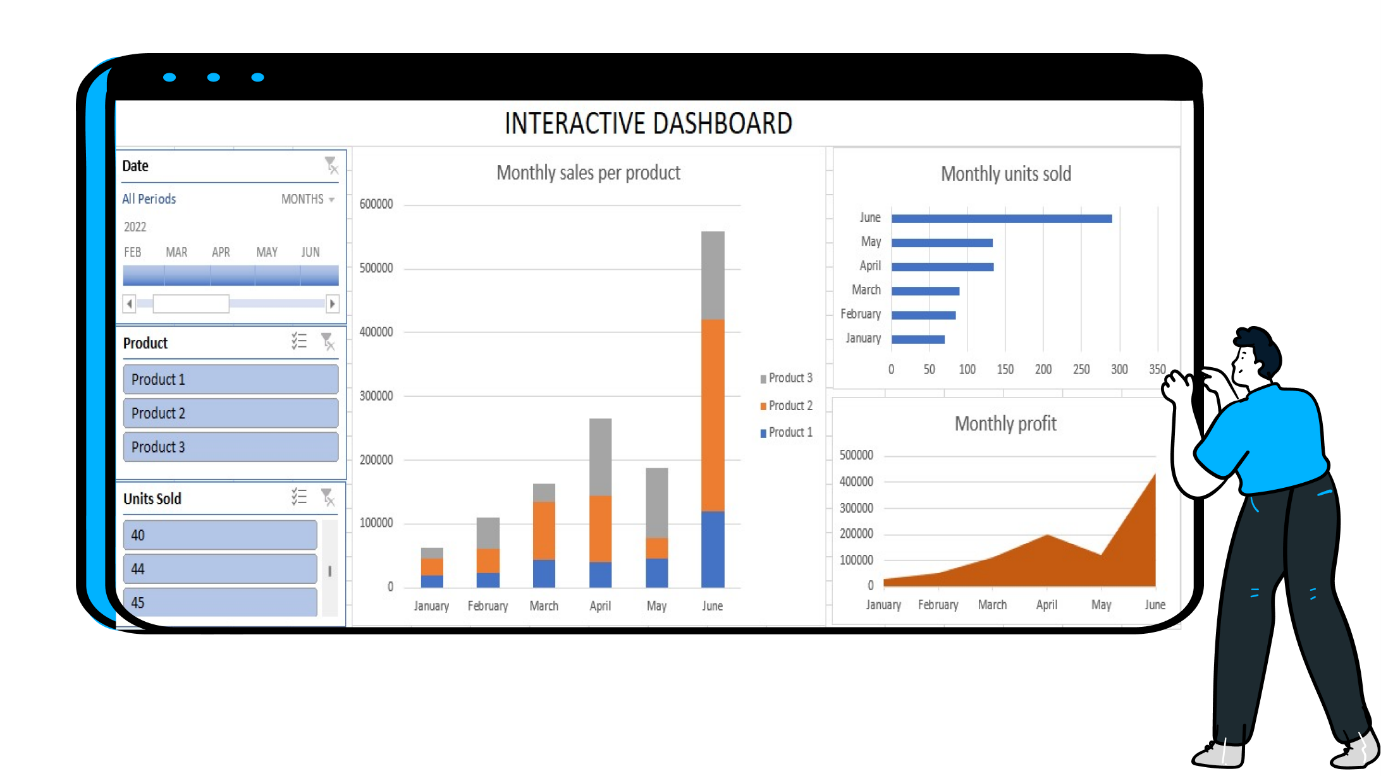 INTERACTIVE DASHBOARD
Date
All Periods
MONTHS
2022
FEB MAR APR MAY JUN
Product
Product 1
Product 2
Product 3
Units Sold
40
44
45
Monthly sales per product
600000
500000
400000
300000
200000
100000
0
January February March April May June
Product 3
Product 2
Product 1
Monthly units sold
June
May
April
March
February
January
0 50 100 150 200 250 300 350
Monthly profit
500000
400000
300000
200000
100000
0
January February March April May June